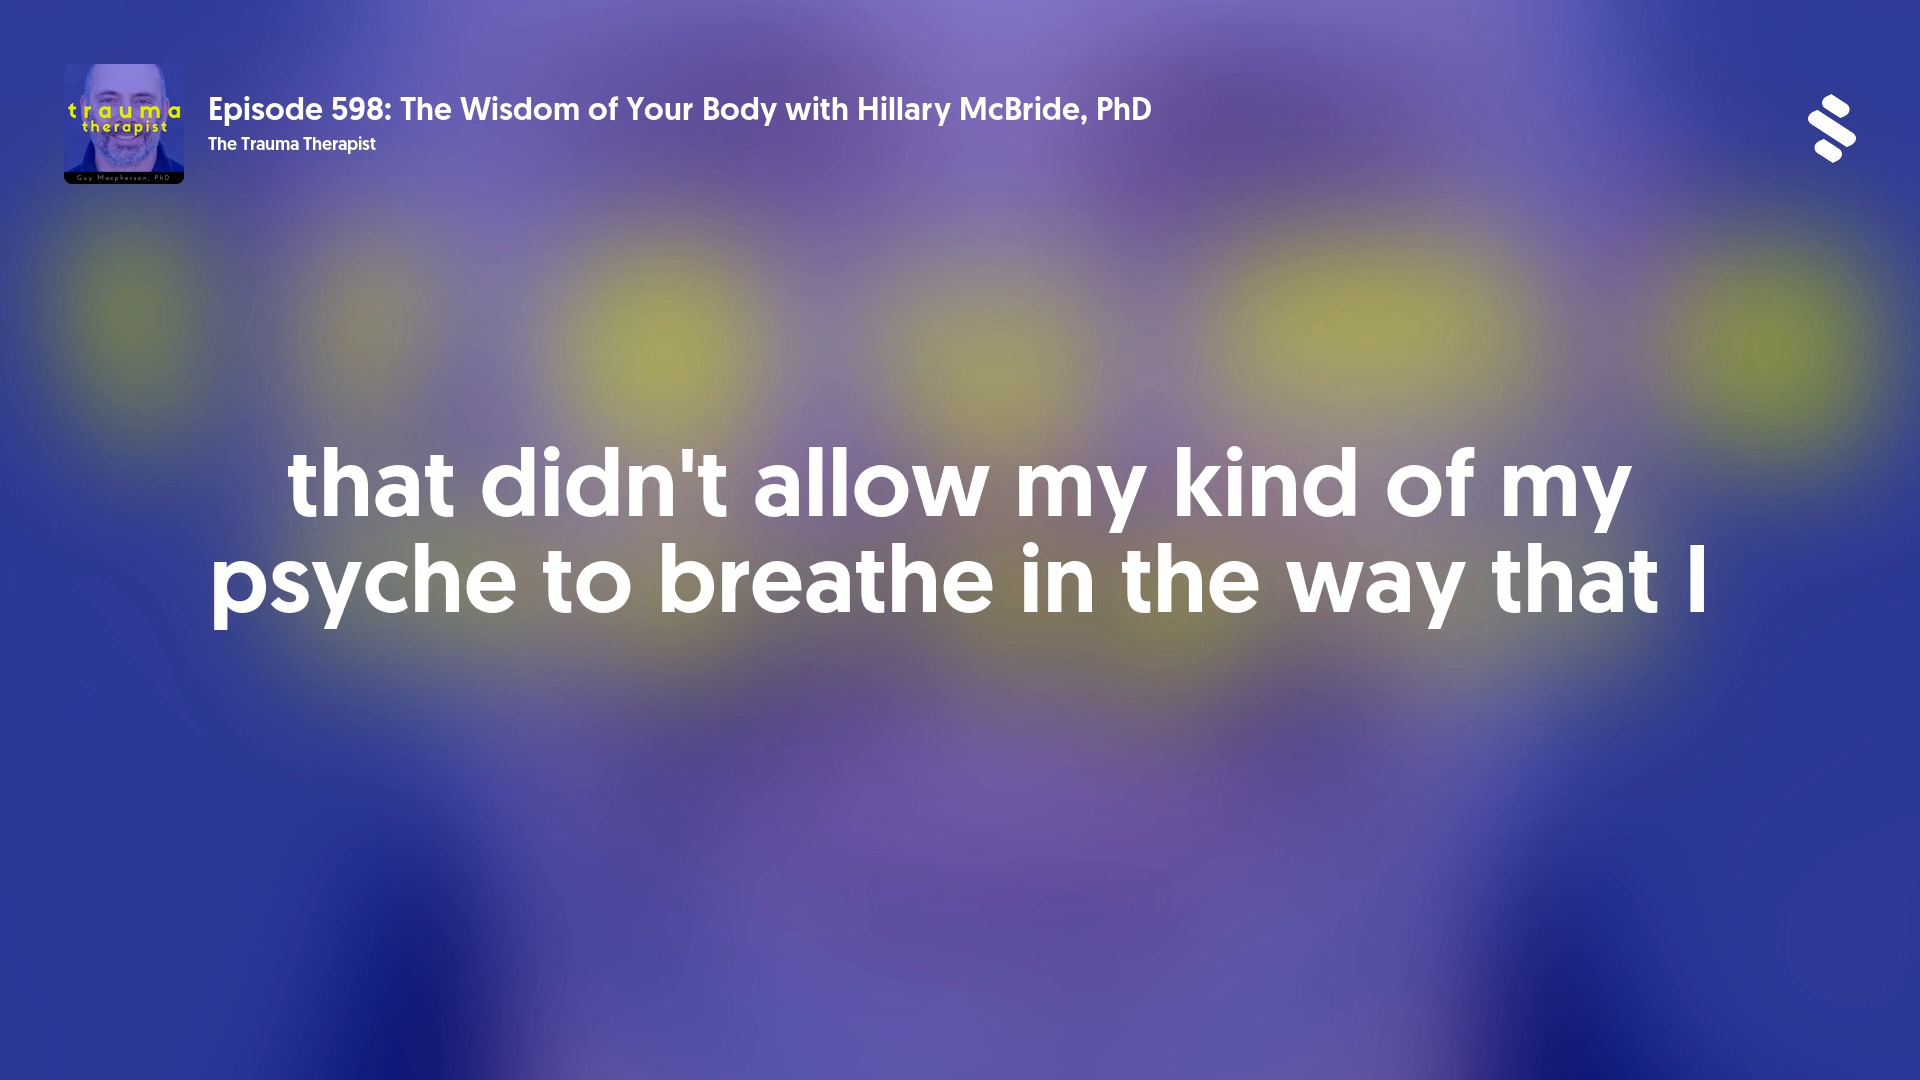 trauma
therapist
Guy Macpherson, PhD
Episode 598: The Wisdom of Your Body with Hillary McBride, PhD
The Trauma Therapist
that didn't allow my kind of my
psyche to breathe in the way that I